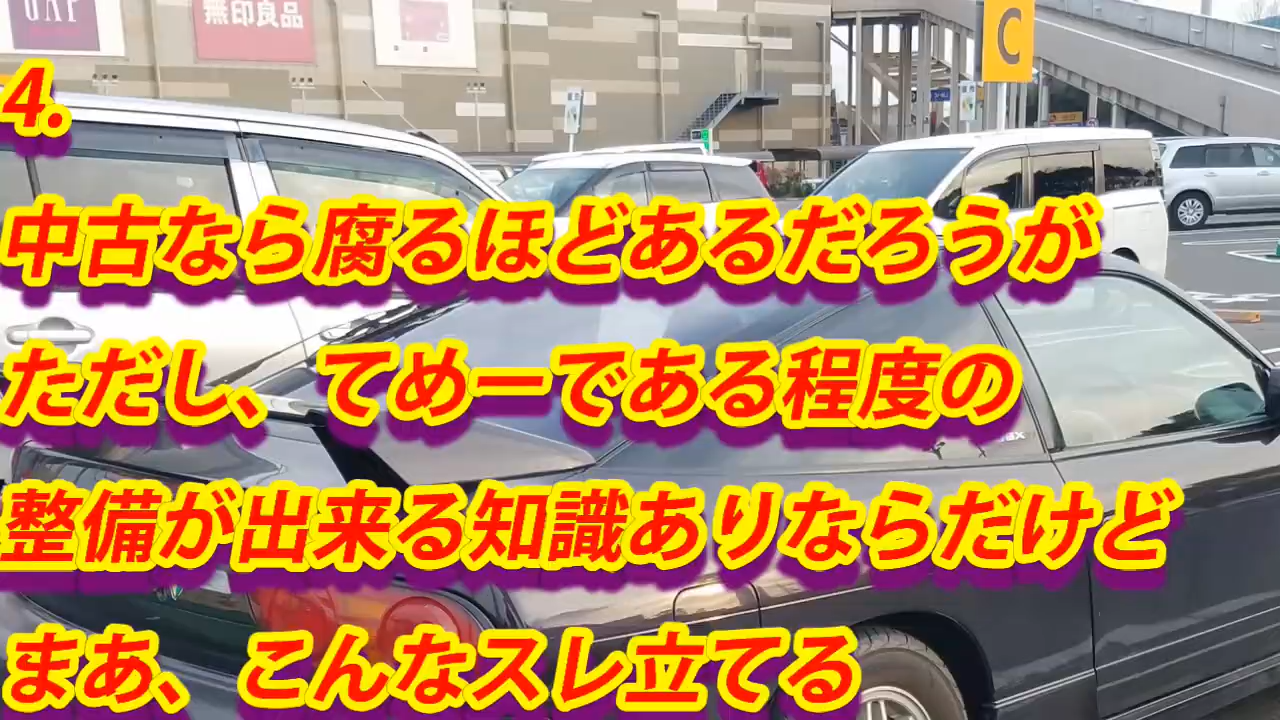 GAP
無印良品
C
4.
中古なら腐るほどあるだろうが
ただし、てめーである程度の
整備が出来る知識ありならだけど
まあ、こんなスレ立てる